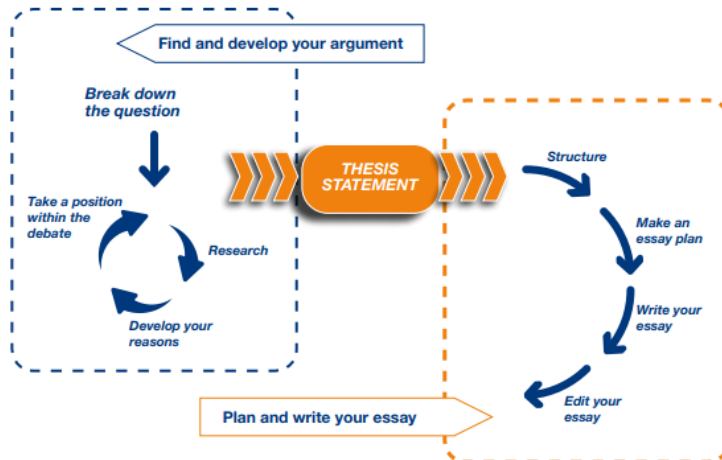 Find and develop your argument
Break down
the question
Take a position
within the
debate
Research
Develop your
reasons
THESIS
STATEMENT
Structure
Make an
essay plan
Write your
essay
Edit your
essay
Plan and write your essay